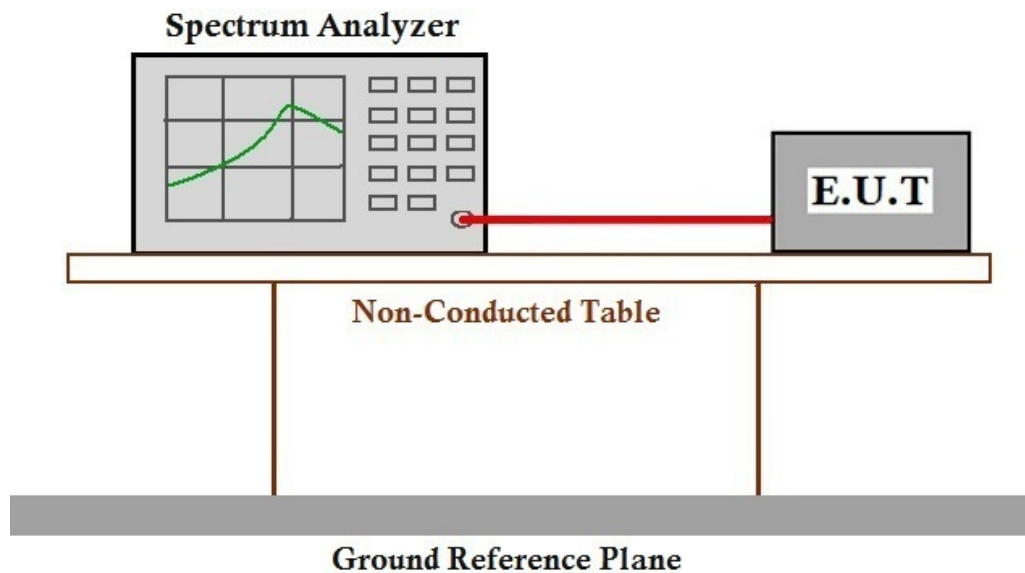 Spectrum Analyzer
E.U.T
Non-Conducted Table
Ground Reference Plane